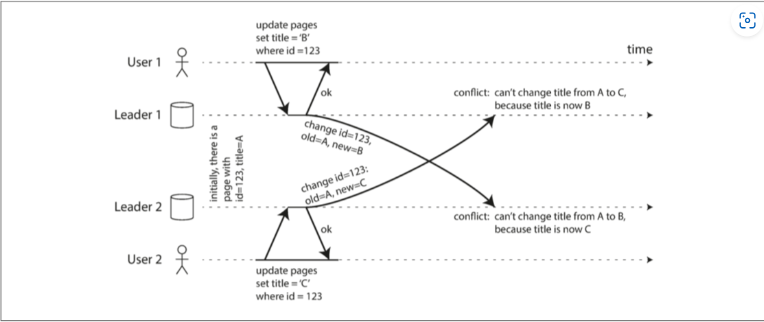 update pages
set title = 'B'
where id =123
time
User 1
ok
conflict: can't change title from A to C,
because title is now B
Leader 1
change id=123,
old=A, new=B
initially, there is a
page with
id=123, title=A
change id=123:
old=A, new=C
Leader 2
conflict: can't change title from A to B,
because title is now C
ok
User 2
update pages
set title = 'C'
where id = 123